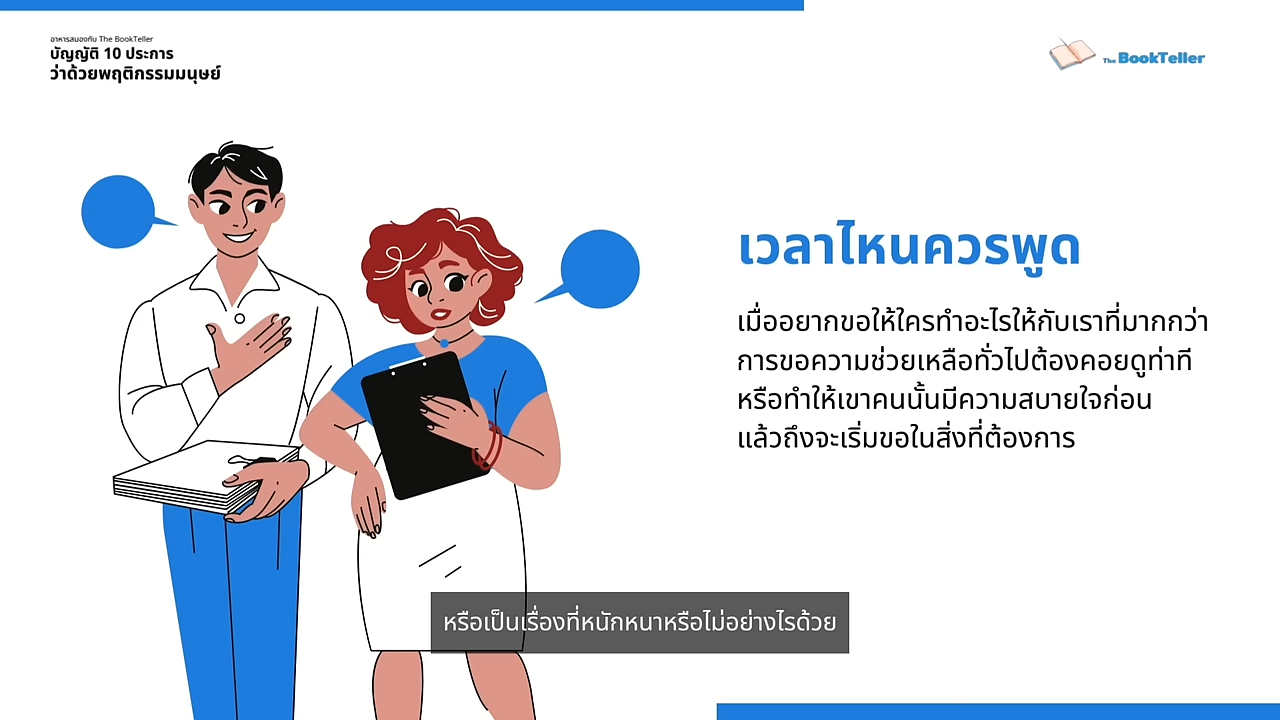 อาหารสมองกับ The BookTeller
บัญญัติ 10 ประการ
ว่าด้วยพฤติกรรมมนุษย์
The BookTeller
เวลาไหนควรพูด
เมื่ออยากขอให้ใครทำอะไรให้กับเราที่มากกว่า
การขอความช่วยเหลือทั่วไปต้องคอยดูท่าที
หรือทำให้เขาคนนั้นมีความสบายใจก่อน
แล้วถึงจะเริ่มขอในสิ่งที่ต้องการ
หรือเป็นเรื่องที่หนักหนาหรือไม่อย่างไรด้วย